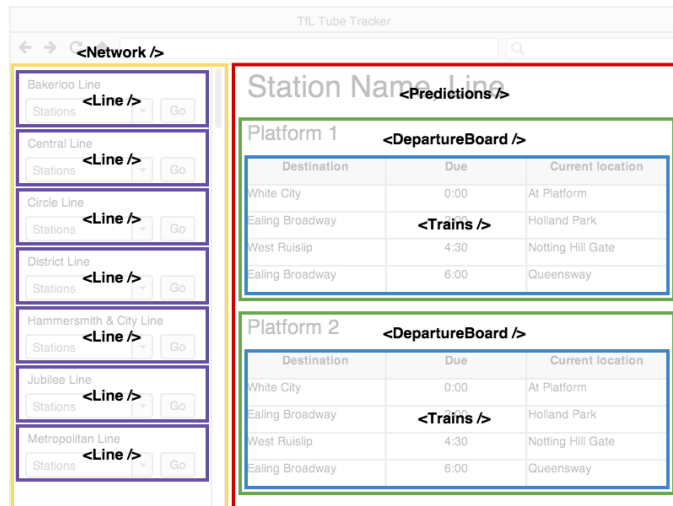 TfL Tube Tracker
<Network />
Bakerloo Line
<Line />
Stations Go
Central Line
<Line />
Stations Go
Circle Line
<Line />
Stations Go
District Line
<Line />
Stations Go
Hammersmith & City Line
<Line />
Stations Go
Jubilee Line
<Line />
Stations Go
Metropolitan Line
<Line />
Stations Go
Station Name, Line
<Predictions />
Platform 1
<DepartureBoard />
Destination Due Current location
White City 0:00 At Platform
Ealing Broadway Holland Park
<Trains />
West Ruislip 4:30 Notting Hill Gate
Ealing Broadway 6:00 Queensway
Platform 2
<DepartureBoard />
Destination Due Current location
White City 0:00 At Platform
Ealing Broadway Holland Park
<Trains />
West Ruislip 4:30 Notting Hill Gate
Ealing Broadway 6:00 Queensway